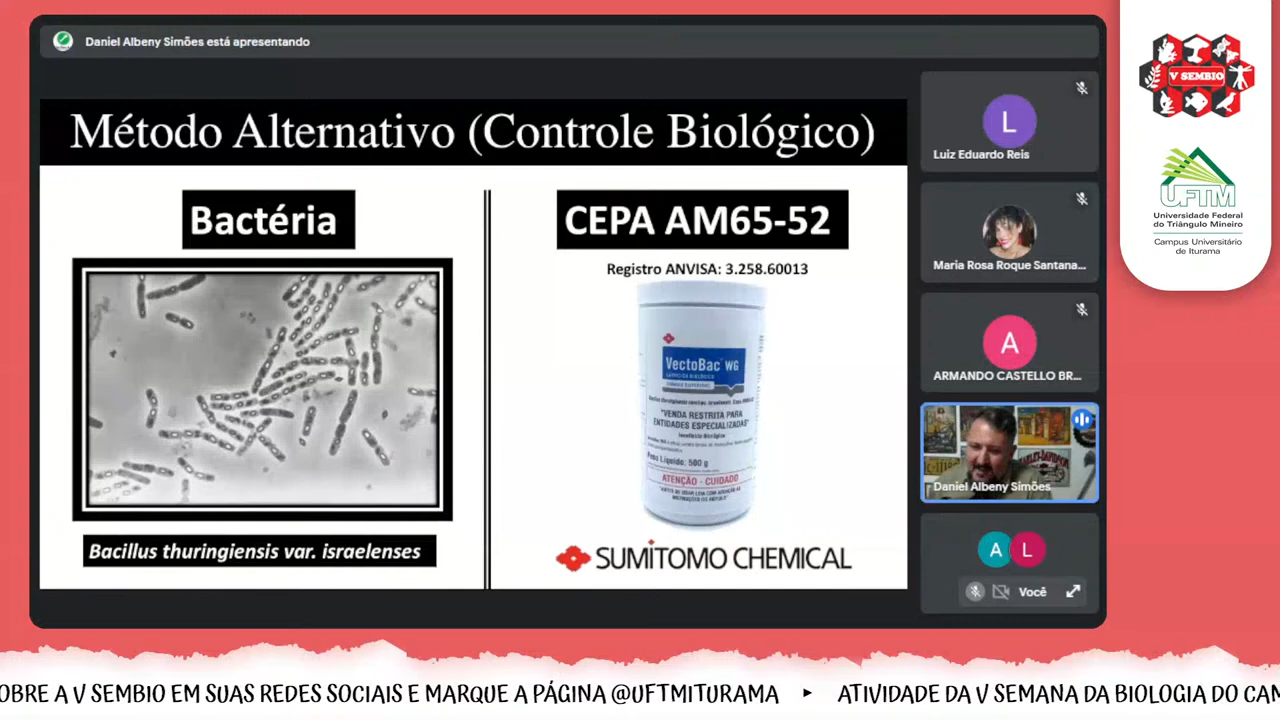 Daniel Albeny Simões está apresentando
Método Alternativo (Controle Biológico)
Bactéria
Bacillus thuringiensis var. israelenses
CEPA AM65-52
Registro ANVISA: 3.258.60013
VectoBac WG
"VENDA RESTRITA PARA
ENTIDADES ESPECIALIZADAS"
Peso Líquido: 500 g
ATENÇÃO - CUIDADO
SUMITOMO CHEMICAL
L
Luiz Eduardo Reis
Maria Rosa Roque Santana...
A
ARMANDO CASTELLO BR...
Daniel Albeny Simões
A
L
Você
V SEMBIO
UFTM
Universidade Federal
do Triângulo Mineiro
Campus Universitário
de Iturama
OBRE A V SEMBIO EM SUAS REDES SOCIAIS E MARQUE A PÁGINA @UFTMITURAMA ▸ ATIVIDADE DA V SEMANA DA BIOLOGIA DO CAM